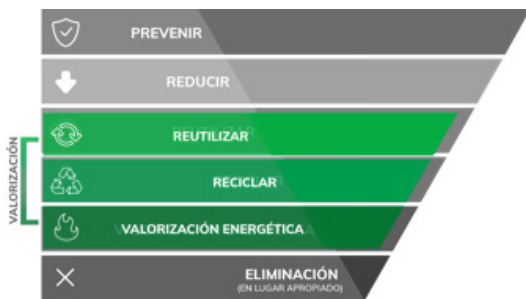 PREVENIR
REDUCIR
VALORIZACIÓN
REUTILIZAR
RECICLAR
VALORIZACIÓN ENERGÉTICA
ELIMINACIÓN
(EN LUGAR APROPIADO)